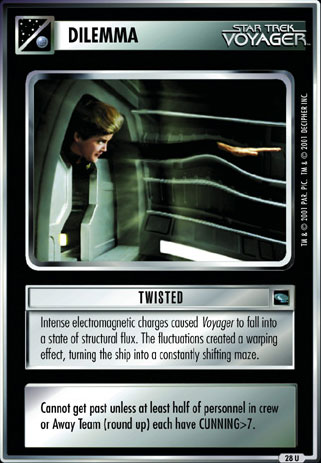 DILEMMA
STAR TREK
VOYAGER™
TM & © 2001 PAR. PIC. TM & © 2001 DECIPHER INC.
TWISTED
Intense electromagnetic charges caused Voyager to fall into
a state of structural flux. The fluctuations created a warping
effect, turning the ship into a constantly shifting maze.
Cannot get past unless at least half of personnel in crew
or Away Team (round up) each have CUNNING>7.
28 U